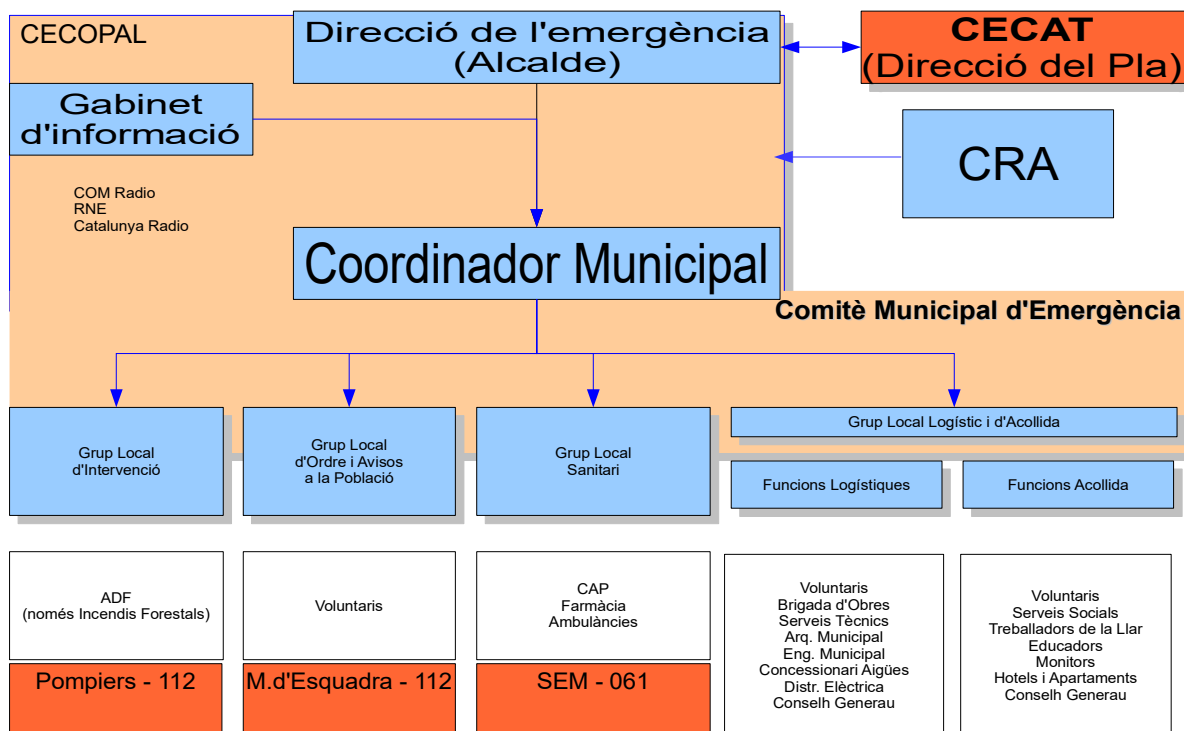 CECOPAL
Direcció de l'emergència
(Alcalde)
CECAT
(Direcció del Pla)
Gabinet
d'informació
CRA
COM Radio
RNE
Catalunya Radio
Coordinador Municipal
Comitè Municipal d'Emergència
Grup Local
d'Intervenció
Grup Local
d'Ordre i Avisos
a la Població
Grup Local
Sanitari
Grup Local Logístic i d'Acollida
Funcions Logístiques
Funcions Acollida
ADF
(només Incendis Forestals)
Voluntaris
CAP
Farmàcia
Ambulàncies
Voluntaris
Brigada d'Obres
Serveis Tècnics
Arq. Municipal
Eng. Municipal
Concessionari Aigües
Distr. Elèctrica
Conselh Generau
Voluntaris
Serveis Socials
Treballadors de la Llar
Educadors
Monitors
Hotels i Apartaments
Conselh Generau
Pompiers - 112
M.d'Esquadra - 112
SEM - 061